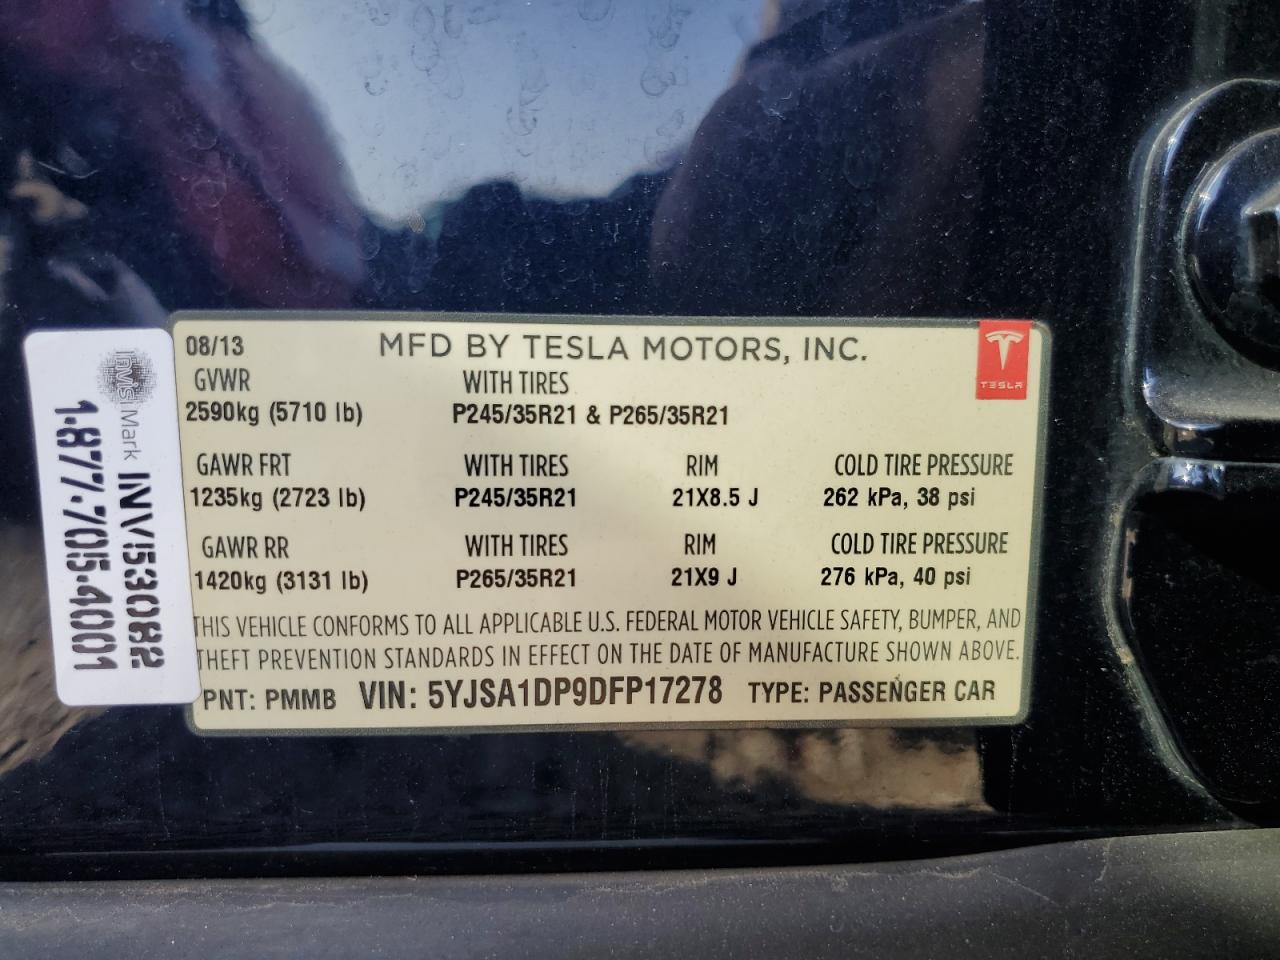 08/13 MFD BY TESLA MOTORS, INC.
TESLA
GVWR WITH TIRES
2590kg (5710 lb) P245/35R21 & P265/35R21
GAWR FRT WITH TIRES RIM COLD TIRE PRESSURE
1235kg (2723 lb) P245/35R21 21X8.5 J 262 kPa, 38 psi
GAWR RR WITH TIRES RIM COLD TIRE PRESSURE
1420kg (3131 lb) P265/35R21 21X9 J 276 kPa, 40 psi
THIS VEHICLE CONFORMS TO ALL APPLICABLE U.S. FEDERAL MOTOR VEHICLE SAFETY, BUMPER, AND
THEFT PREVENTION STANDARDS IN EFFECT ON THE DATE OF MANUFACTURE SHOWN ABOVE.
PNT: PMMB VIN: 5YJSA1DP9DFP17278 TYPE: PASSENGER CAR
InvisiMark INV53082
1-877-705-4001